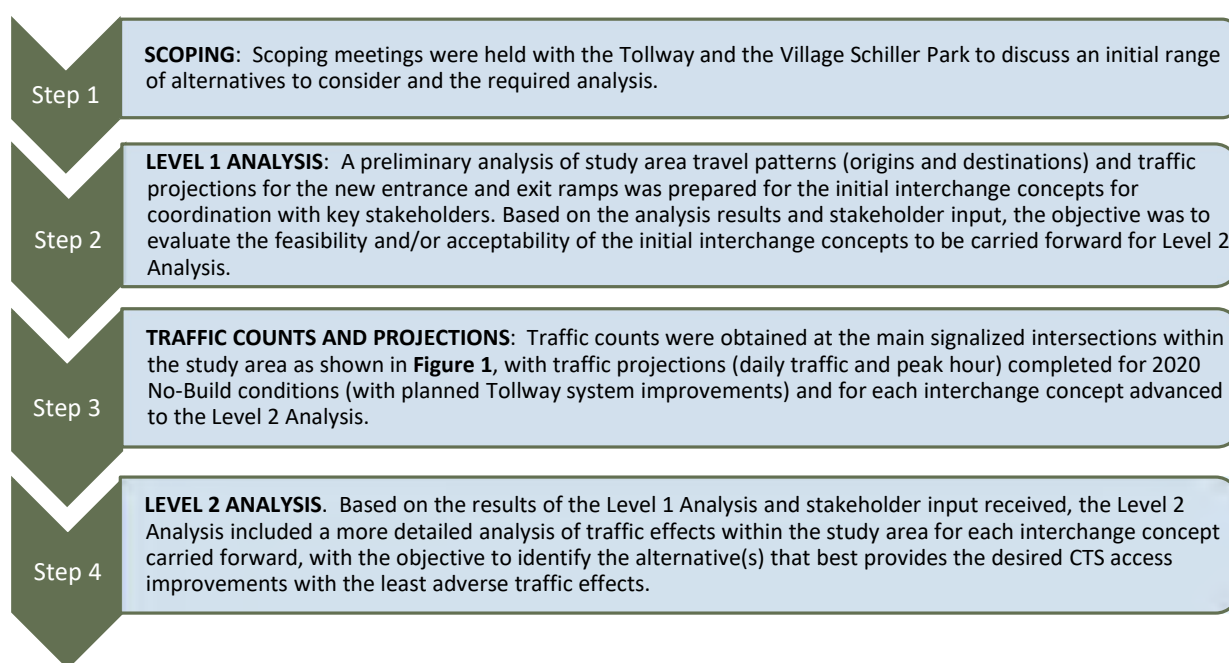 Step 1
SCOPING: Scoping meetings were held with the Tollway and the Village Schiller Park to discuss an initial range
of alternatives to consider and the required analysis.
Step 2
LEVEL 1 ANALYSIS: A preliminary analysis of study area travel patterns (origins and destinations) and traffic
projections for the new entrance and exit ramps was prepared for the initial interchange concepts for
coordination with key stakeholders. Based on the analysis results and stakeholder input, the objective was to
evaluate the feasibility and/or acceptability of the initial interchange concepts to be carried forward for Level 2
Analysis.
Step 3
TRAFFIC COUNTS AND PROJECTIONS: Traffic counts were obtained at the main signalized intersections within
the study area as shown in Figure 1, with traffic projections (daily traffic and peak hour) completed for 2020
No-Build conditions (with planned Tollway system improvements) and for each interchange concept advanced
to the Level 2 Analysis.
Step 4
LEVEL 2 ANALYSIS. Based on the results of the Level 1 Analysis and stakeholder input received, the Level 2
Analysis included a more detailed analysis of traffic effects within the study area for each interchange concept
carried forward, with the objective to identify the alternative(s) that best provides the desired CTS access
improvements with the least adverse traffic effects.